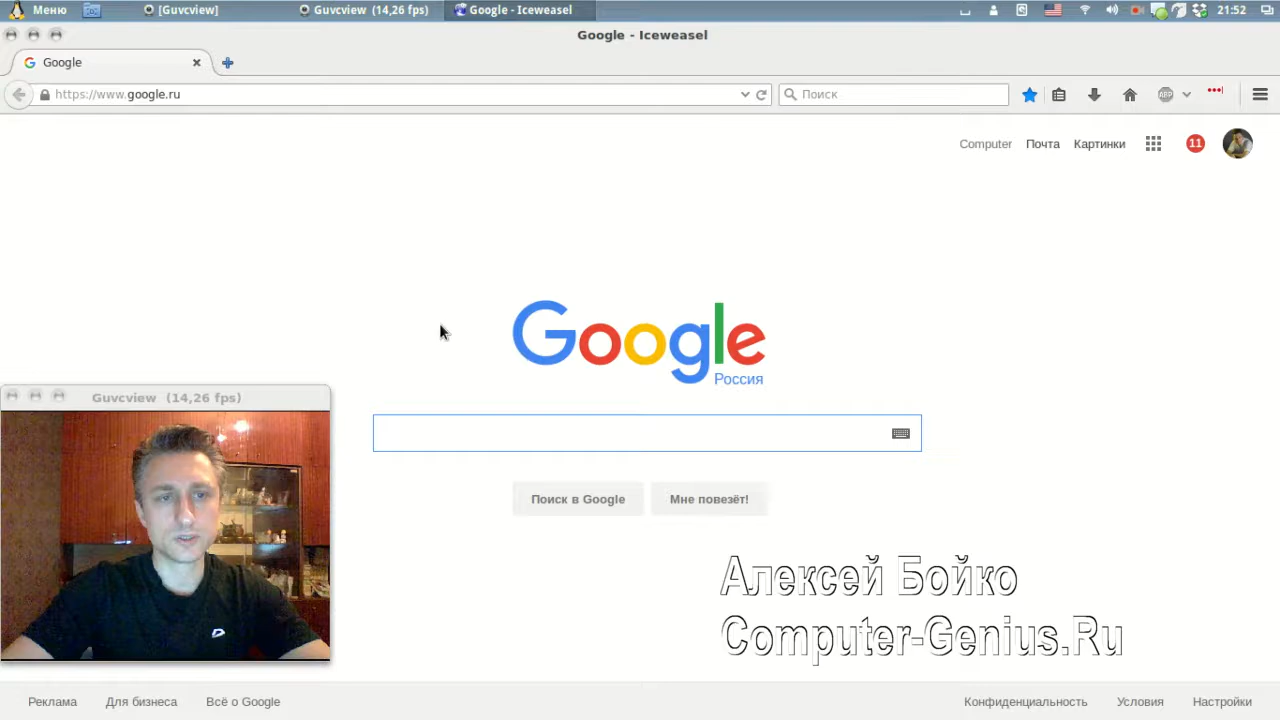 Меню
[Guvcview]
Guvcview (14,26 fps)
Google - Iceweasel
21:52
Google - Iceweasel
Google
https://www.google.ru
Поиск
ABP
Computer
Почта
Картинки
11
Google
Россия
Guvcview (14,26 fps)
Поиск в Google
Мне повезёт!
Алексей Бойко
Computer-Genius.Ru
Реклама
Для бизнеса
Всё о Google
Конфиденциальность
Условия
Настройки